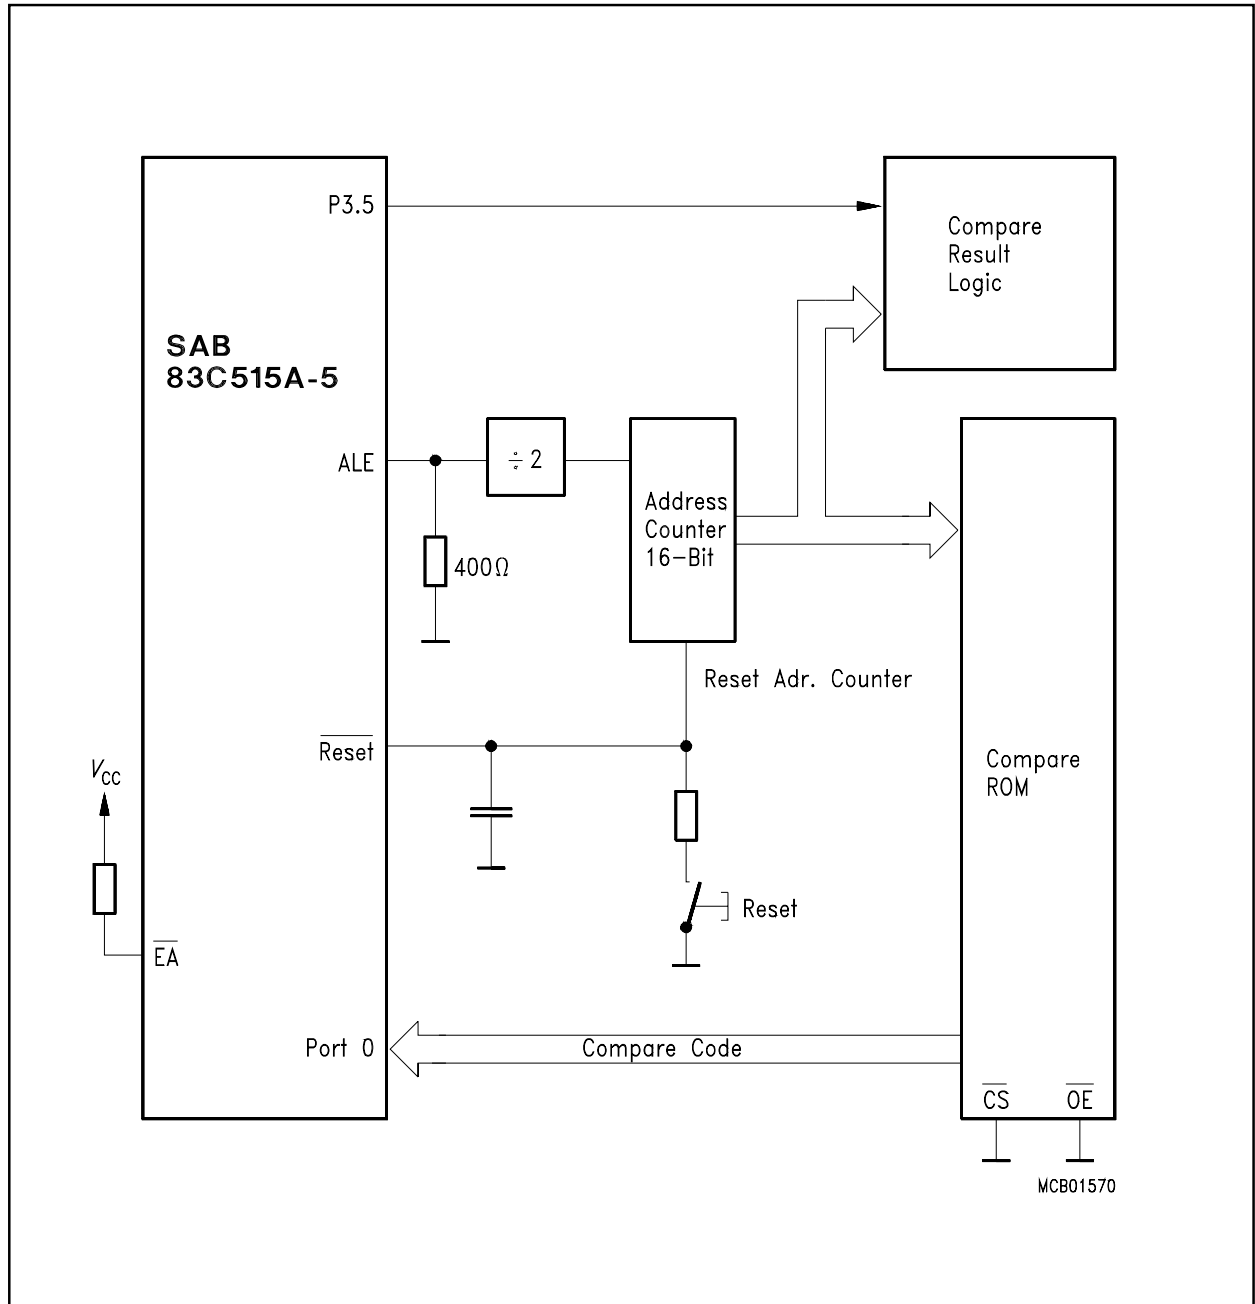 P3.5
Compare
Result
Logic
SAB
83C515A-5
ALE
÷ 2
Address
Counter
16-Bit
400Ω
Reset Adr. Counter
Reset
VCC
Compare
ROM
Reset
EA
Port 0
Compare Code
CS
OE
MCB01570